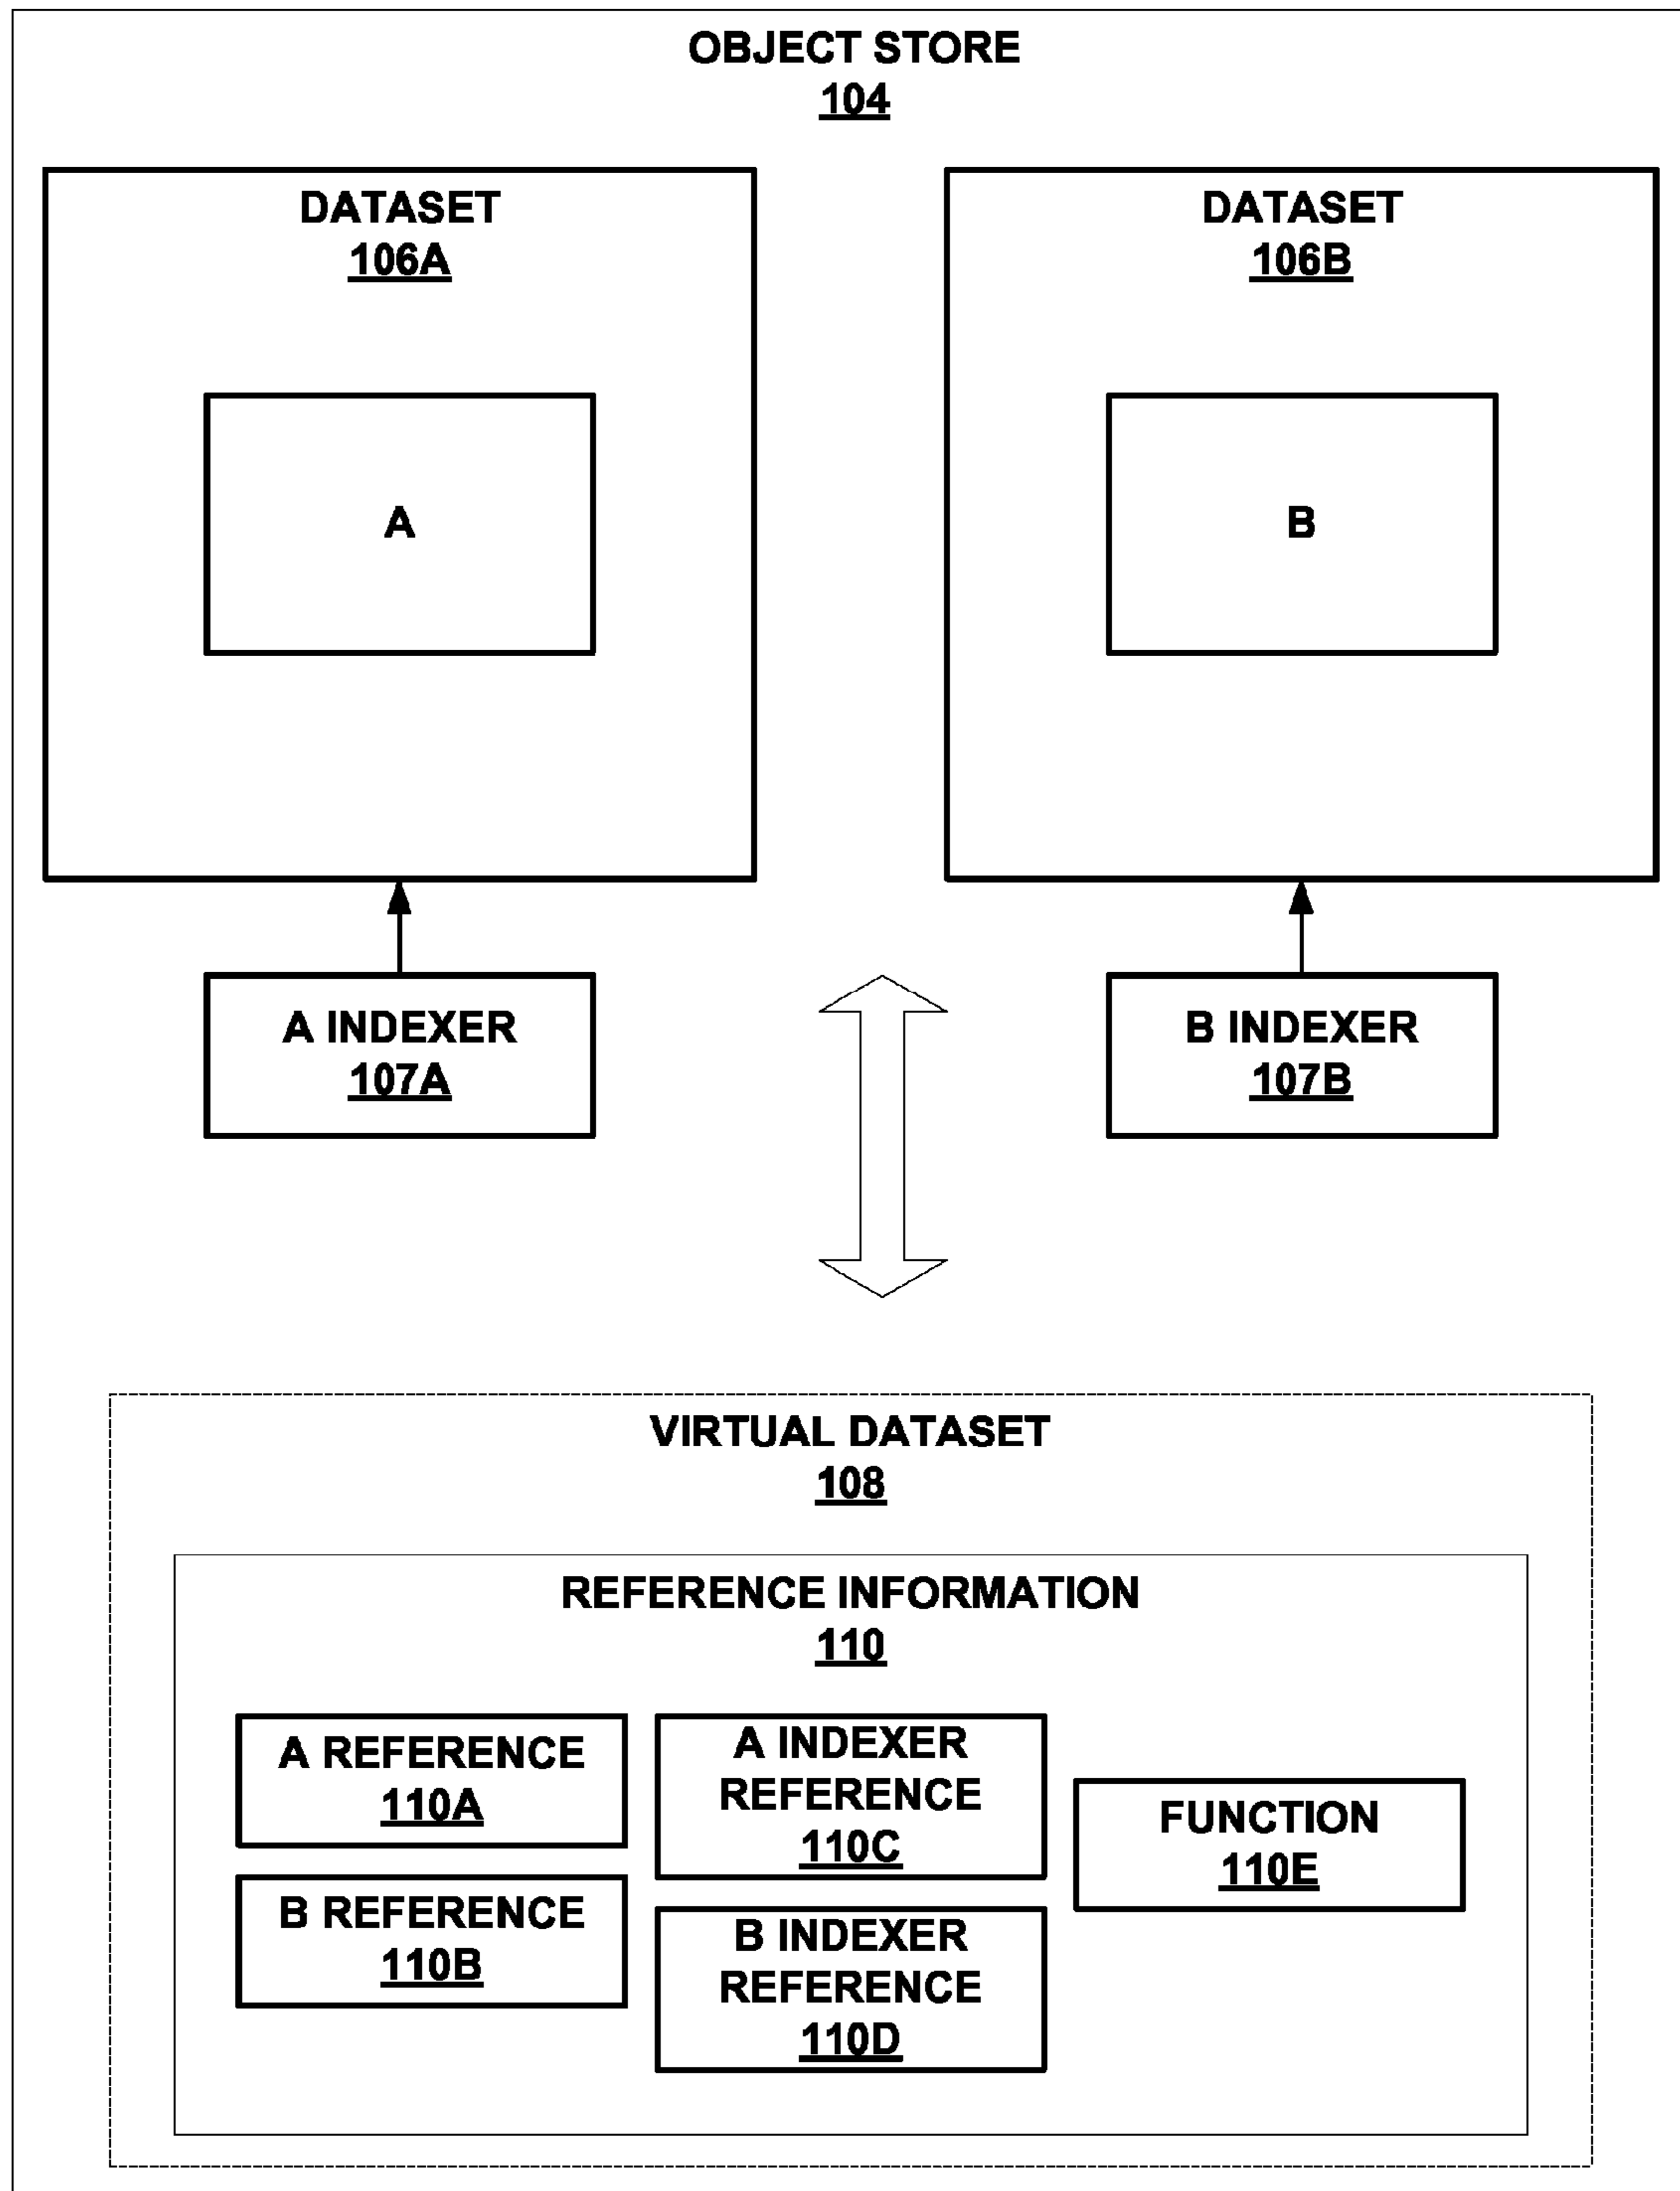 OBJECT STORE
104
DATASET
106A
A
DATASET
106B
B
A INDEXER
107A
B INDEXER
107B
VIRTUAL DATASET
108
REFERENCE INFORMATION
110
A REFERENCE
110A
B REFERENCE
110B
A INDEXER
REFERENCE
110C
B INDEXER
REFERENCE
110D
FUNCTION
110E